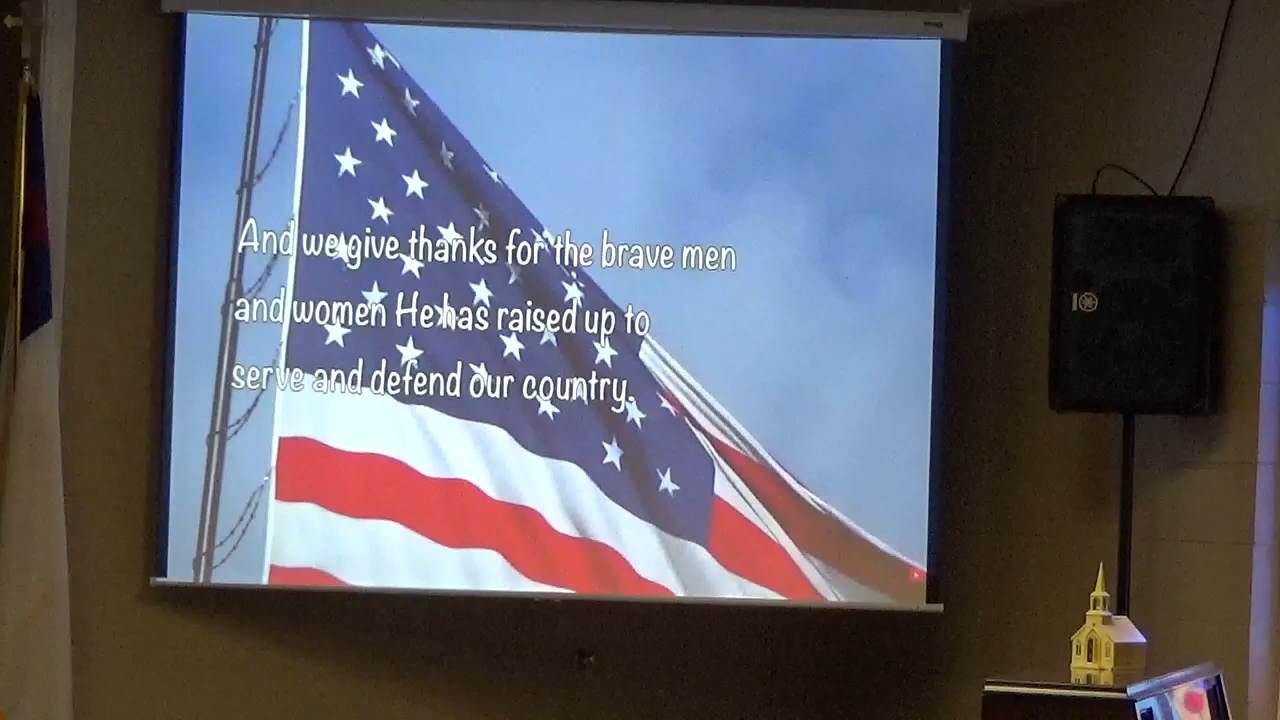 And we give thanks for the brave men
and women He has raised up to
serve and defend our country.